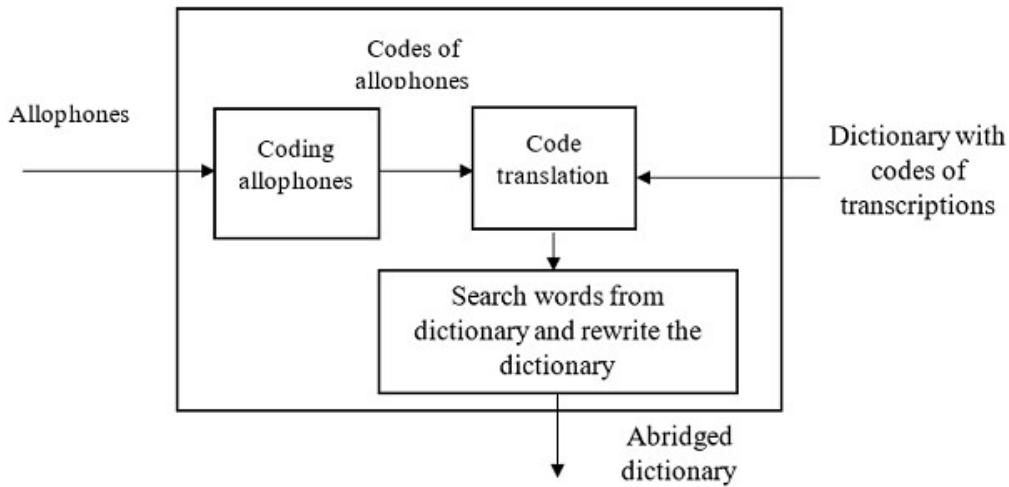 Codes of
allophones
Allophones
Coding
allophones
Code
translation
Dictionary with
codes of
transcriptions
Search words from
dictionary and rewrite the
dictionary
Abridged
dictionary